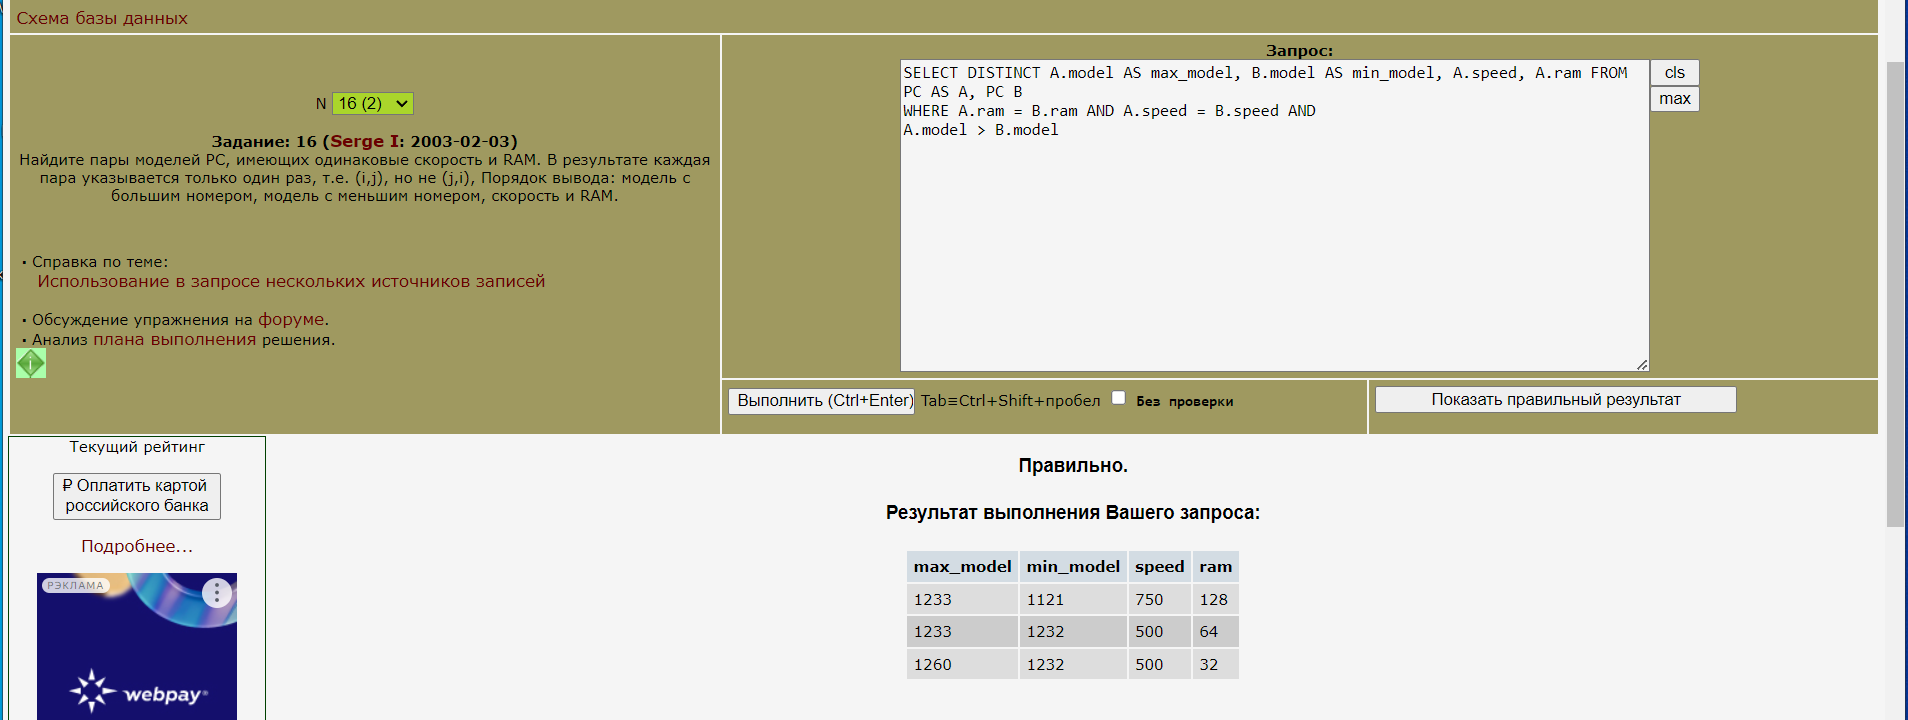 Схема базы данных
N 16 (2)
Задание: 16 (Serge I: 2003-02-03)
Найдите пары моделей PC, имеющих одинаковые скорость и RAM. В результате каждая
пара указывается только один раз, т.е. (i,j), но не (j,i), Порядок вывода: модель с
большим номером, модель с меньшим номером, скорость и RAM.
· Справка по теме:
Использование в запросе нескольких источников записей
· Обсуждение упражнения на форуме.
· Анализ плана выполнения решения.
Запрос:
SELECT DISTINCT A.model AS max_model, B.model AS min_model, A.speed, A.ram FROM
PC AS A, PC B
WHERE A.ram = B.ram AND A.speed = B.speed AND
A.model > B.model
cls
max
Выполнить (Ctrl+Enter) Tab≡Ctrl+Shift+пробел Без проверки
Показать правильный результат
Текущий рейтинг
₽ Оплатить картой
российского банка
Подробнее...
РЭКЛАМА
webpay
Правильно.
Результат выполнения Вашего запроса:
max_model min_model speed ram
1233 1121 750 128
1233 1232 500 64
1260 1232 500 32